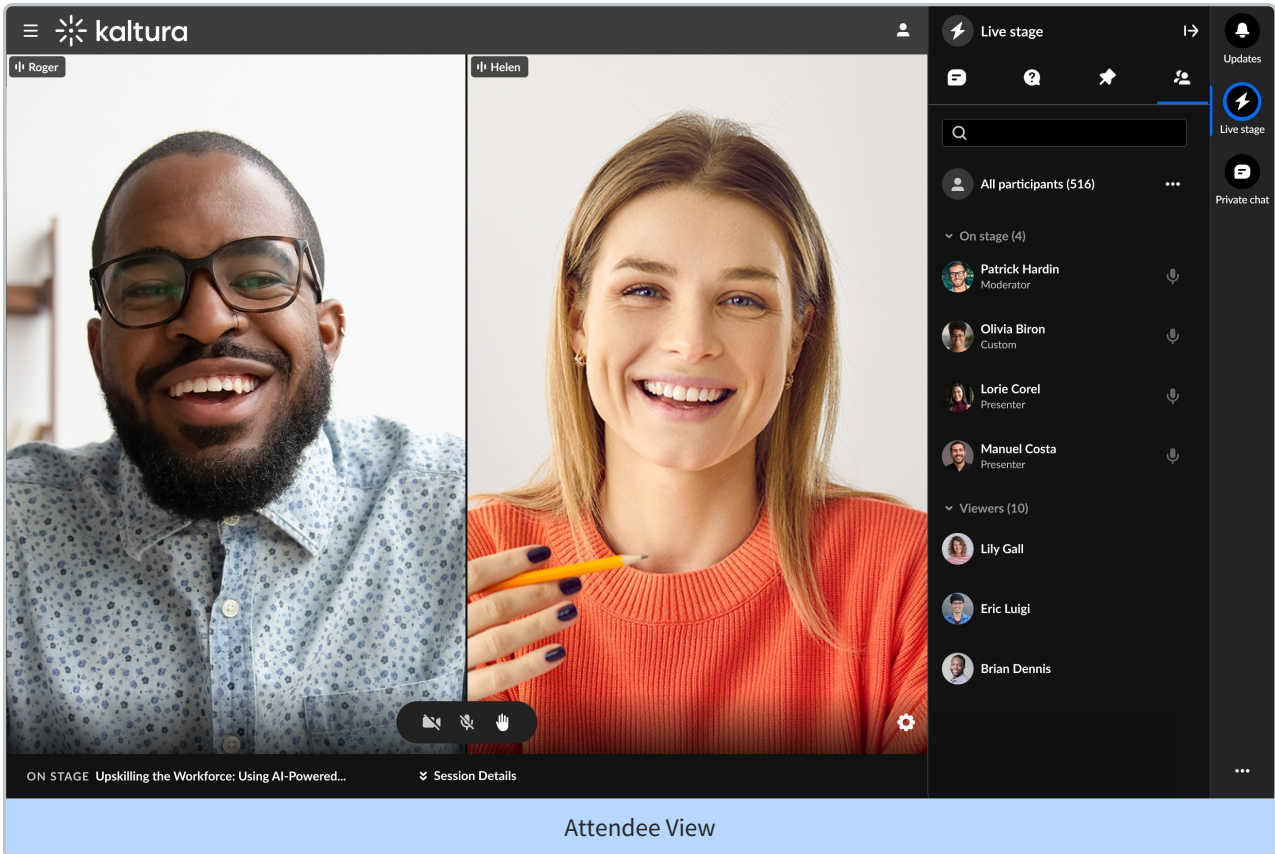 kaltura
Roger
Helen
Live stage
All participants (516)
On stage (4)
Patrick Hardin
Moderator
Olivia Biron
Custom
Lorie Corel
Presenter
Manuel Costa
Presenter
Viewers (10)
Lily Gall
Eric Luigi
Brian Dennis
Updates
Live stage
Private chat
ON STAGE Upskilling the Workforce: Using AI-Powered...
Session Details
Attendee View